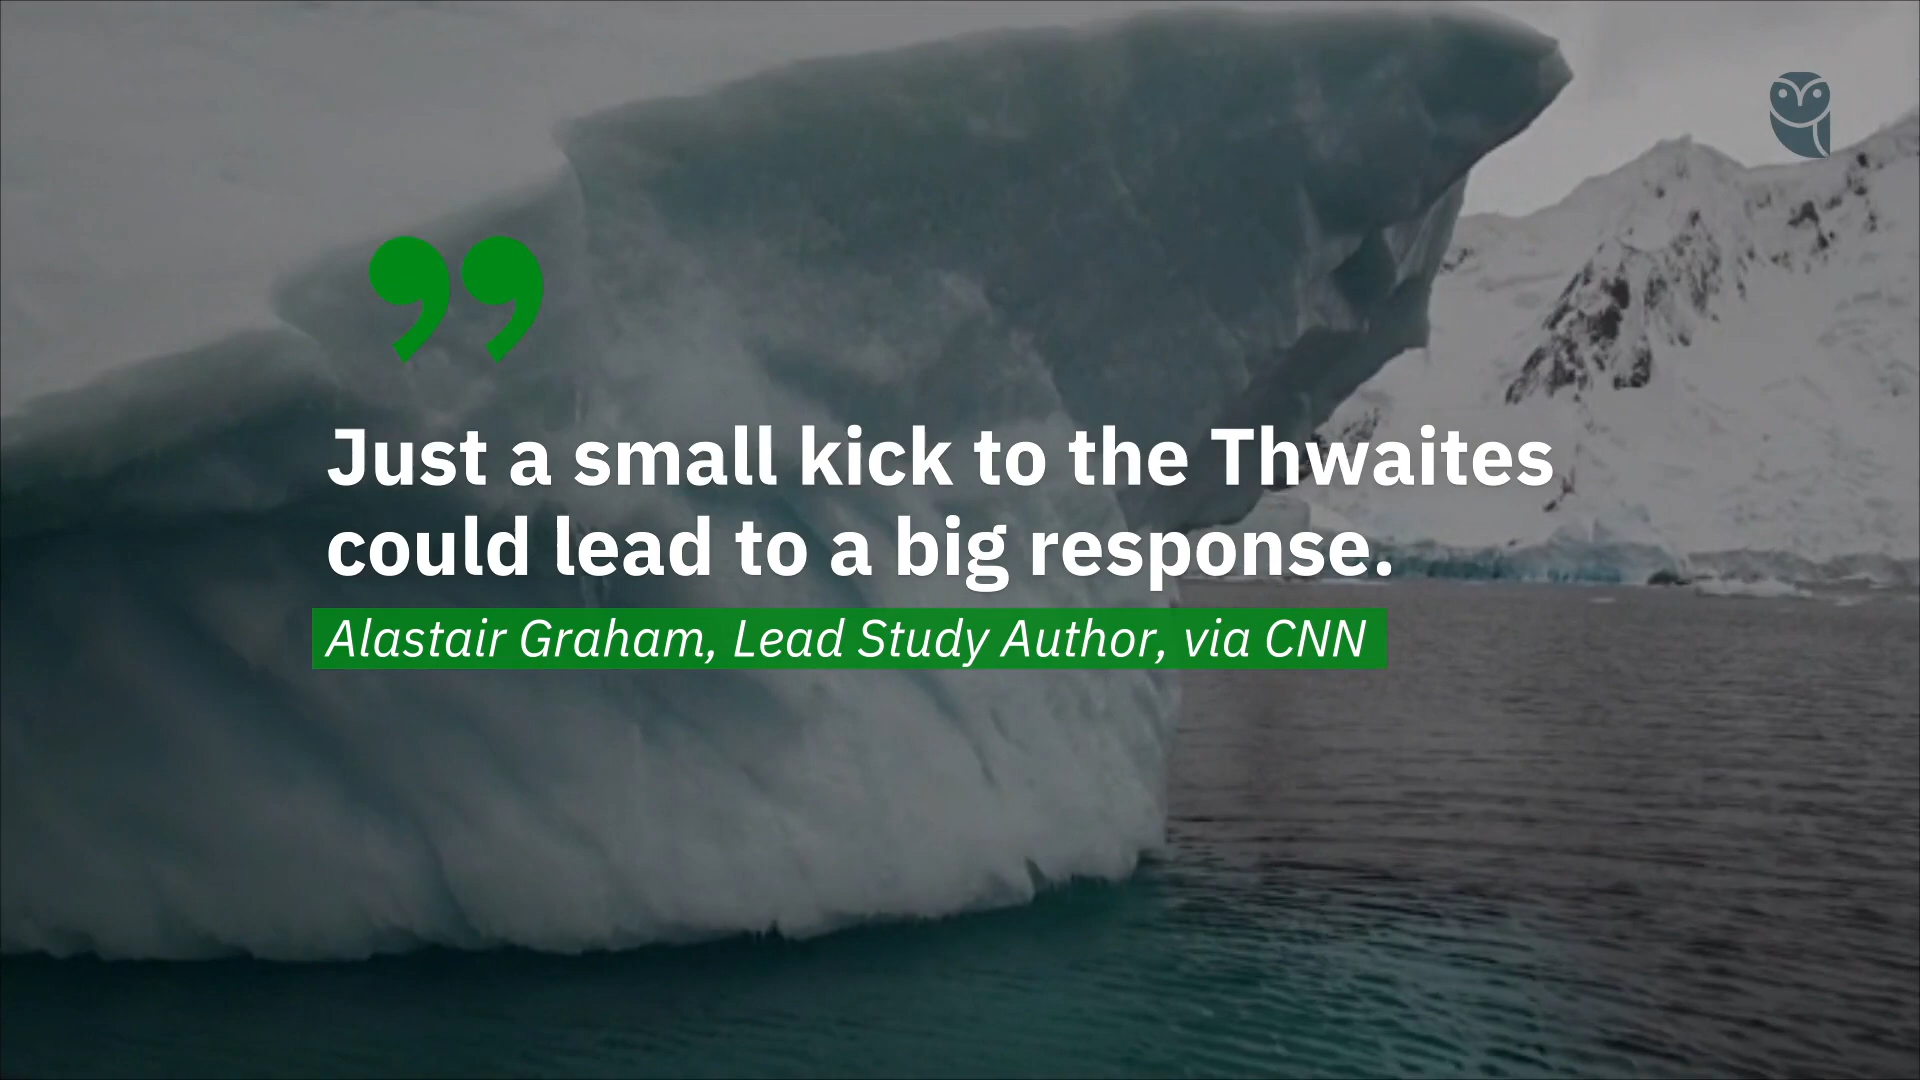 ”
Just a small kick to the Thwaites
could lead to a big response.
Alastair Graham, Lead Study Author, via CNN